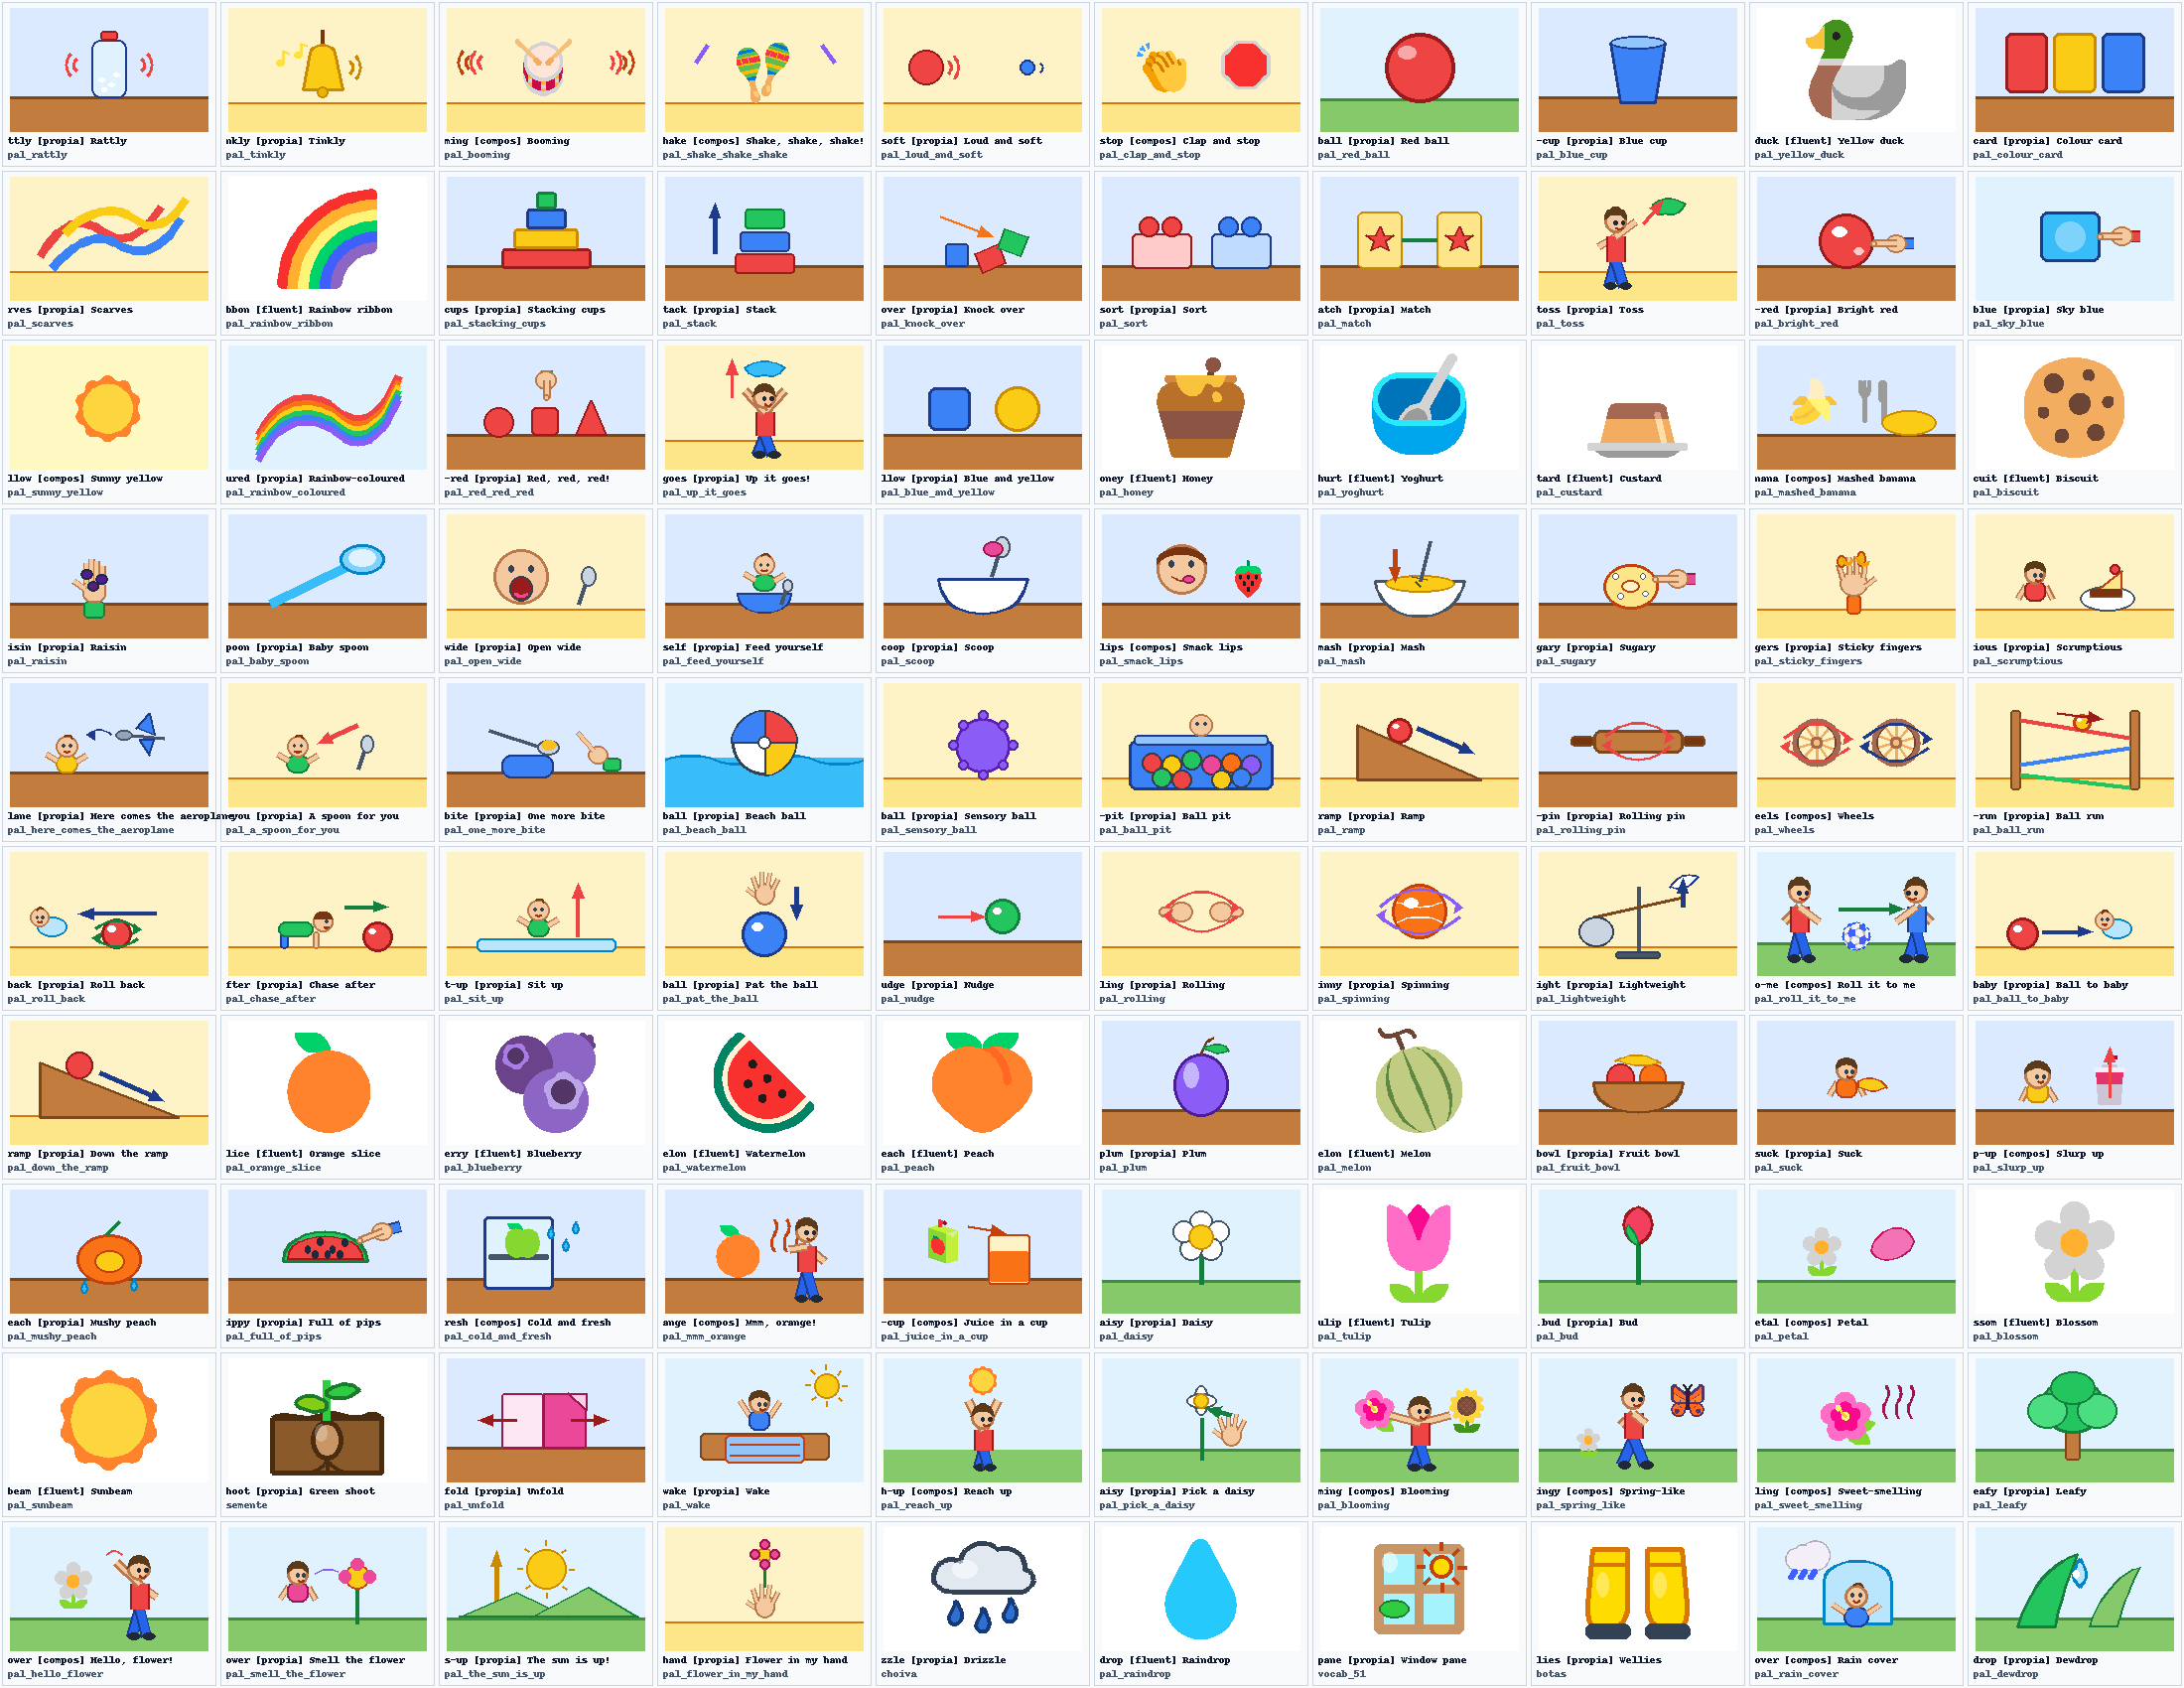 ttly [propia] Rattly
pal_rattly
nkly [propia] Tinkly
pal_tinkly
ming [compos] Booming
pal_booming
hake [compos] Shake, shake, shake!
pal_shake_shake_shake
soft [propia] Loud and soft
pal_loud_and_soft
stop [compos] Clap and stop
pal_clap_and_stop
ball [propia] Red ball
pal_red_ball
-cup [propia] Blue cup
pal_blue_cup
duck [fluent] Yellow duck
pal_yellow_duck
card [propia] Colour card
pal_colour_card
rves [propia] Scarves
pal_scarves
bbon [fluent] Rainbow ribbon
pal_rainbow_ribbon
cups [propia] Stacking cups
pal_stacking_cups
tack [propia] Stack
pal_stack
over [propia] Knock over
pal_knock_over
sort [propia] Sort
pal_sort
atch [propia] Match
pal_match
toss [propia] Toss
pal_toss
-red [propia] Bright red
pal_bright_red
blue [propia] Sky blue
pal_sky_blue
llow [compos] Sunny yellow
pal_sunny_yellow
ured [propia] Rainbow-coloured
pal_rainbow_coloured
-red [propia] Red, red, red!
pal_red_red_red
goes [propia] Up it goes!
pal_up_it_goes
llow [propia] Blue and yellow
pal_blue_and_yellow
oney [fluent] Honey
pal_honey
hurt [fluent] Yoghurt
pal_yoghurt
tard [fluent] Custard
pal_custard
nana [compos] Mashed banana
pal_mashed_banana
cuit [fluent] Biscuit
pal_biscuit
isin [propia] Raisin
pal_raisin
poon [propia] Baby spoon
pal_baby_spoon
wide [propia] Open wide
pal_open_wide
self [propia] Feed yourself
pal_feed_yourself
coop [propia] Scoop
pal_scoop
lips [compos] Smack lips
pal_smack_lips
mash [propia] Mash
pal_mash
gary [propia] Sugary
pal_sugary
gers [propia] Sticky fingers
pal_sticky_fingers
ious [propia] Scrumptious
pal_scrumptious
lane [propia] Here comes the aeroplane
pal_here_comes_the_aeroplane
you [propia] A spoon for you
pal_a_spoon_for_you
bite [propia] One more bite
pal_one_more_bite
ball [propia] Beach ball
pal_beach_ball
ball [propia] Sensory ball
pal_sensory_ball
-pit [propia] Ball pit
pal_ball_pit
ramp [propia] Ramp
pal_ramp
-pin [propia] Rolling pin
pal_rolling_pin
eels [compos] Wheels
pal_wheels
-run [propia] Ball run
pal_ball_run
back [propia] Roll back
pal_roll_back
fter [propia] Chase after
pal_chase_after
t-up [propia] Sit up
pal_sit_up
ball [propia] Pat the ball
pal_pat_the_ball
udge [propia] Nudge
pal_nudge
ling [propia] Rolling
pal_rolling
inny [propia] Spinning
pal_spinning
ight [propia] Lightweight
pal_lightweight
o-me [compos] Roll it to me
pal_roll_it_to_me
baby [propia] Ball to baby
pal_ball_to_baby
ramp [propia] Down the ramp
pal_down_the_ramp
lice [fluent] Orange slice
pal_orange_slice
erry [fluent] Blueberry
pal_blueberry
elon [fluent] Watermelon
pal_watermelon
each [fluent] Peach
pal_peach
plum [propia] Plum
pal_plum
elon [fluent] Melon
pal_melon
bowl [propia] Fruit bowl
pal_fruit_bowl
suck [propia] Suck
pal_suck
p-up [compos] Slurp up
pal_slurp_up
each [propia] Mushy peach
pal_mushy_peach
ippy [propia] Full of pips
pal_full_of_pips
resh [compos] Cold and fresh
pal_cold_and_fresh
ange [compos] Mmm, orange!
pal_mmm_orange
-cup [compos] Juice in a cup
pal_juice_in_a_cup
aisy [propia] Daisy
pal_daisy
ulip [fluent] Tulip
pal_tulip
.bud [propia] Bud
pal_bud
etal [compos] Petal
pal_petal
ssom [fluent] Blossom
pal_blossom
beam [fluent] Sunbeam
pal_sunbeam
hoot [propia] Green shoot
semente
fold [propia] Unfold
pal_unfold
wake [propia] Wake
pal_wake
h-up [compos] Reach up
pal_reach_up
aisy [propia] Pick a daisy
pal_pick_a_daisy
ming [compos] Blooming
pal_blooming
ingy [compos] Spring-like
pal_spring_like
ling [compos] Sweet-smelling
pal_sweet_smelling
eafy [propia] Leafy
pal_leafy
ower [compos] Hello, flower!
pal_hello_flower
ower [propia] Smell the flower
pal_smell_the_flower
s-up [propia] The sun is up!
pal_the_sun_is_up
hand [propia] Flower in my hand
pal_flower_in_my_hand
zzle [propia] Drizzle
choiva
drop [fluent] Raindrop
pal_raindrop
pane [propia] Window pane
vocab_51
lies [propia] Wellies
botas
over [compos] Rain cover
pal_rain_cover
drop [propia] Dewdrop
pal_dewdrop